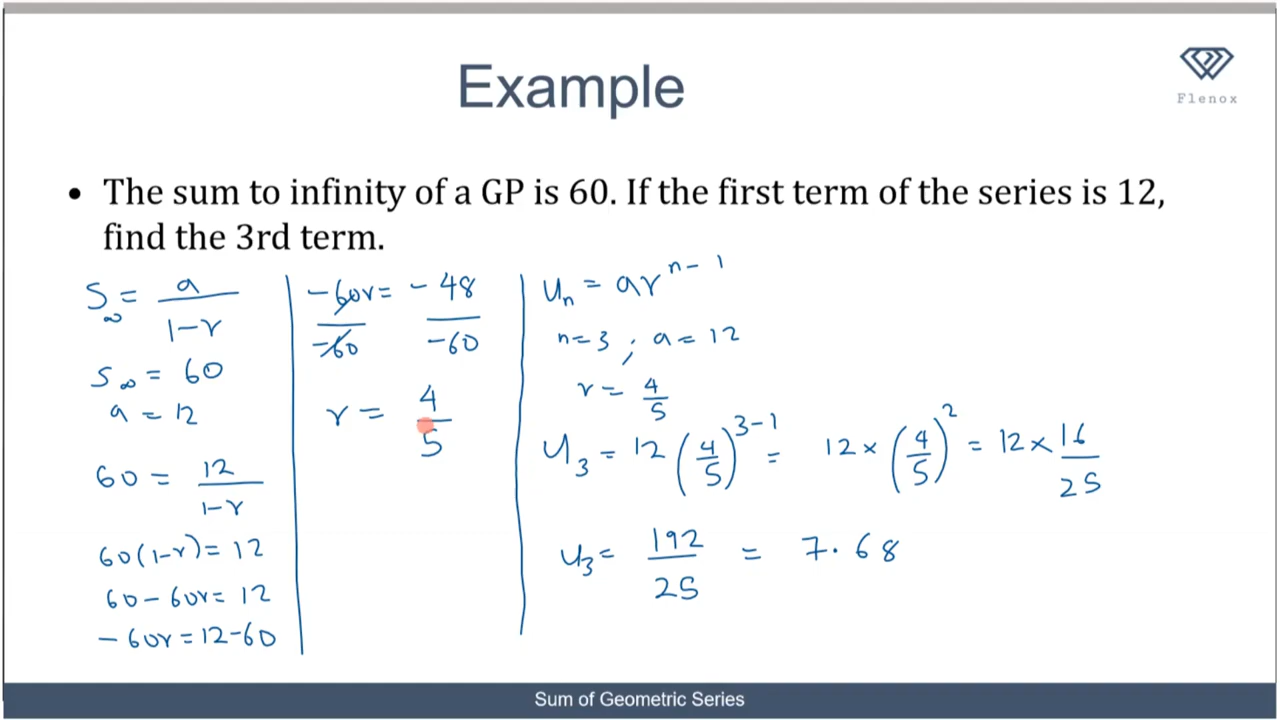 Example
Flenox
• The sum to infinity of a GP is 60. If the first term of the series is 12,
find the 3rd term.
S∞ = a/(1-r)
S∞ = 60
a = 12
60 = 12/(1-r)
60(1-r) = 12
60 - 60r = 12
-60r = 12-60
-60r/-60 = -48/-60
r = 4/5
Uₙ = arⁿ⁻¹
n=3 ; a = 12
r = 4/5
U₃ = 12(4/5)³⁻¹ = 12 × (4/5)² = 12 × 16/25
U₃ = 192/25 = 7.68
Sum of Geometric Series